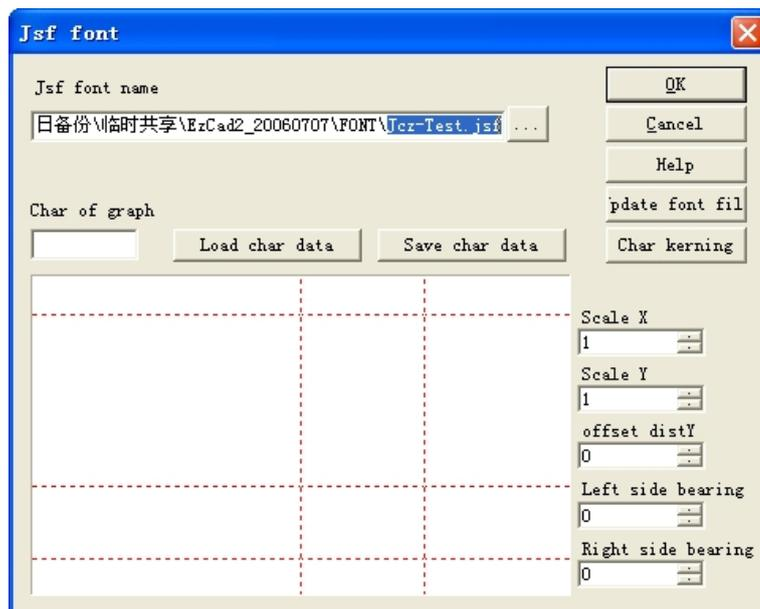 Jsf font
Jsf font name
OK
日备份\临时共享\EzCad2_20060707\FONT\Jcz-Test.jsf
...
Cancel
Help
Char of graph
pdate font fil
Load char data
Save char data
Char kerning
Scale X
1
Scale Y
1
offset distY
0
Left side bearing
0
Right side bearing
0